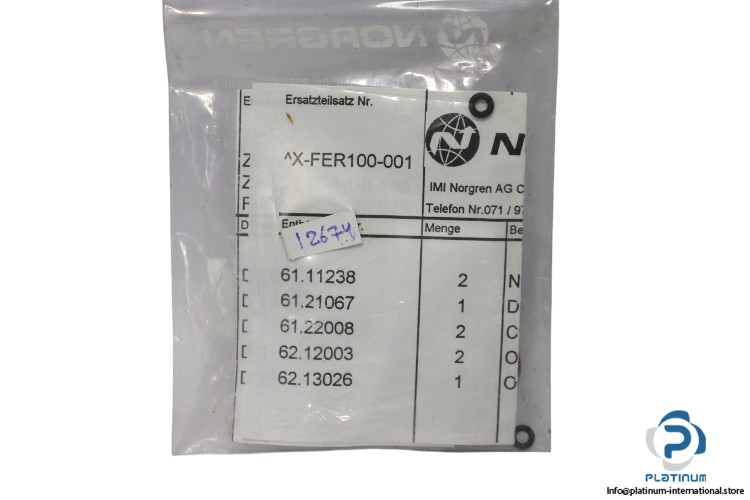 NORGREN
E Ersatzteilsatz Nr.
^X-FER100-001
IMI Norgren AG C
Telefon Nr.071 / 97
Menge Be
12674
61.11238 2 N
61.21067 1 D
61.22008 2 C
62.12003 2 O
62.13026 1 O
PLATINUM
Info@platinum-international.store